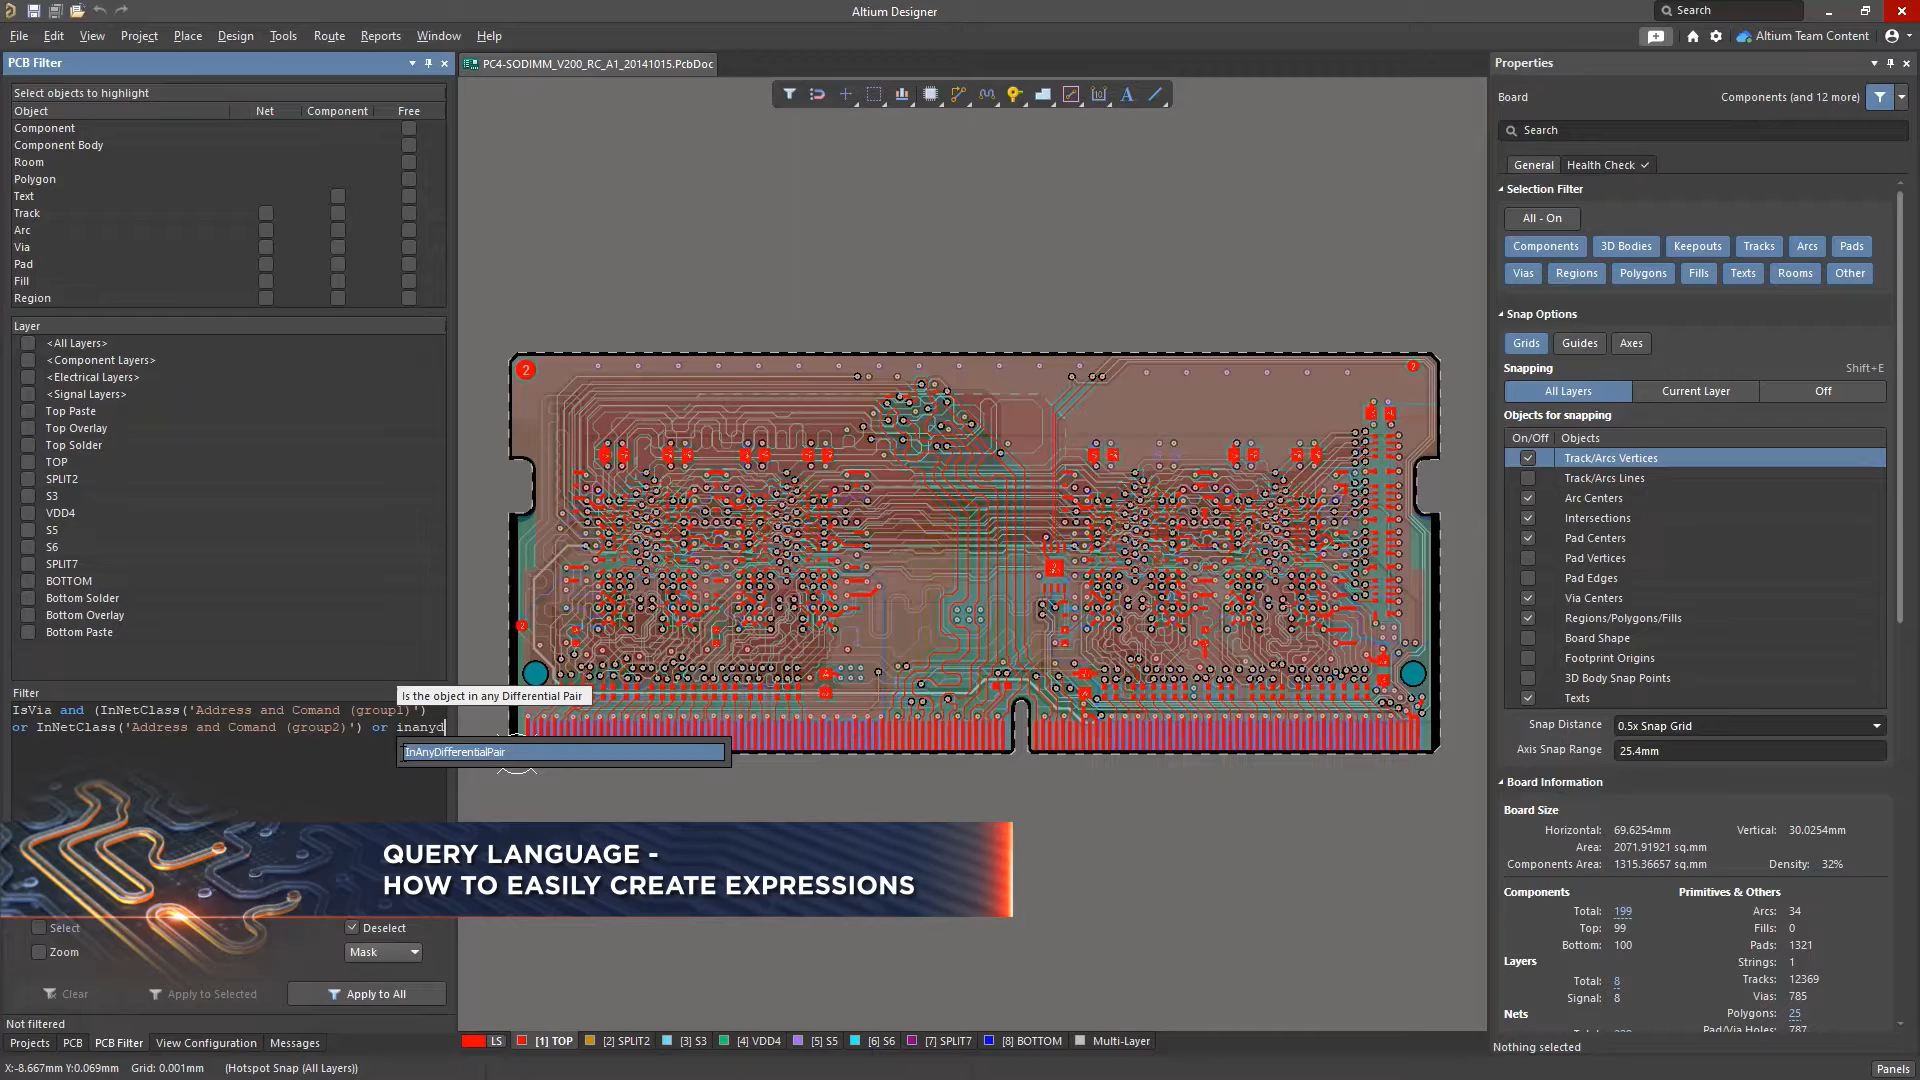 Altium Designer
Search
File Edit View Project Place Design Tools Route Reports Window Help
Altium Team Content
PCB Filter
PC4-SODIMM_V200_RC_A1_20141015.PcbDoc
Properties
Select objects to highlight
Object Net Component Free
Component
Component Body
Room
Polygon
Text
Track
Arc
Via
Pad
Fill
Region
Layer
<All Layers>
<Component Layers>
<Electrical Layers>
<Signal Layers>
Top Paste
Top Overlay
Top Solder
TOP
SPLIT2
S3
VDD4
S5
S6
SPLIT7
BOTTOM
Bottom Solder
Bottom Overlay
Bottom Paste
Filter
Is the object in any Differential Pair
IsVia and (InNetClass('Address and Comand (group1)')
or InNetClass('Address and Comand (group2)') or inanyd
InAnyDifferentialPair
QUERY LANGUAGE -
HOW TO EASILY CREATE EXPRESSIONS
Select Deselect
Zoom Mask
Clear Apply to Selected Apply to All
Not filtered
Projects PCB PCB Filter View Configuration Messages
X:-8.667mm Y:0.069mm Grid: 0.001mm (Hotspot Snap (All Layers))
LS [1] TOP [2] SPLIT2 [3] S3 [4] VDD4 [5] S5 [6] S6 [7] SPLIT7 [8] BOTTOM Multi-Layer
Board Components (and 12 more)
Search
General Health Check
Selection Filter
All - On
Components 3D Bodies Keepouts Tracks Arcs Pads
Vias Regions Polygons Fills Texts Rooms Other
Snap Options
Grids Guides Axes
Snapping Shift+E
All Layers Current Layer Off
Objects for snapping
On/Off Objects
Track/Arcs Vertices
Track/Arcs Lines
Arc Centers
Intersections
Pad Centers
Pad Vertices
Pad Edges
Via Centers
Regions/Polygons/Fills
Board Shape
Footprint Origins
3D Body Snap Points
Texts
Snap Distance 0.5x Snap Grid
Axis Snap Range 25.4mm
Board Information
Board Size
Horizontal: 69.6254mm Vertical: 30.0254mm
Area: 2071.91921 sq.mm
Components Area: 1315.36657 sq.mm Density: 32%
Components Primitives & Others
Total: 199 Arcs: 34
Top: 99 Fills: 0
Bottom: 100 Pads: 1321
Layers Strings: 1
Total: 8 Tracks: 12369
Signal: 8 Vias: 785
Nets Polygons: 25
Pad/Via Holes: 787
Nothing selected
Panels